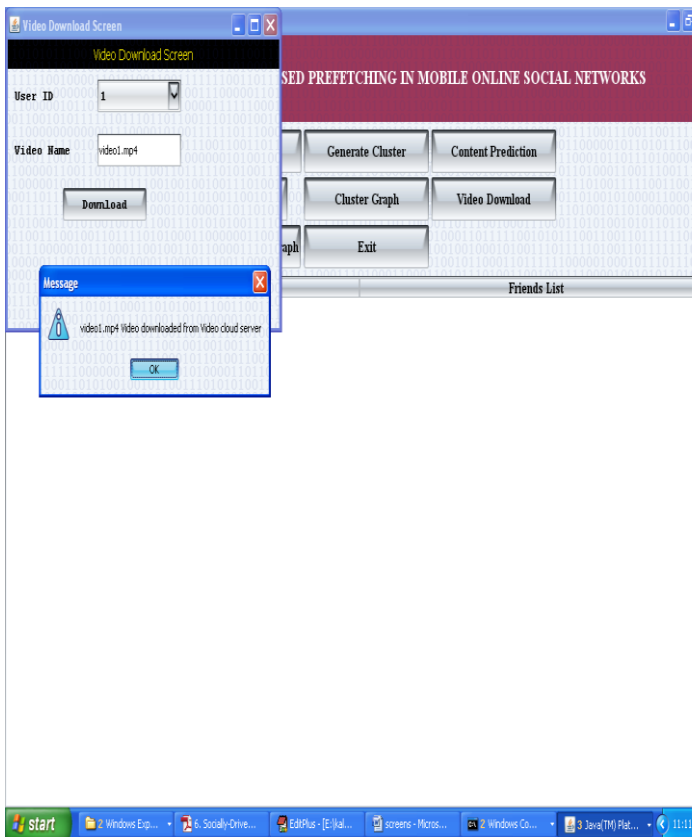 Video Download Screen
Video Download Screen
User ID 1
Video Name video1.mp4
Download
Message
video1.mp4 Video downloaded from Video cloud server
OK
SED PREFETCHING IN MOBILE ONLINE SOCIAL NETWORKS
Generate Cluster Content Prediction
Cluster Graph Video Download
aph Exit
Friends List
start 2 Windows Exp... 6. Socially-Drive... EditPlus - [E:\kal... screens - Micros... 2 Windows Co... 3 Java(TM) Plat... 11:11